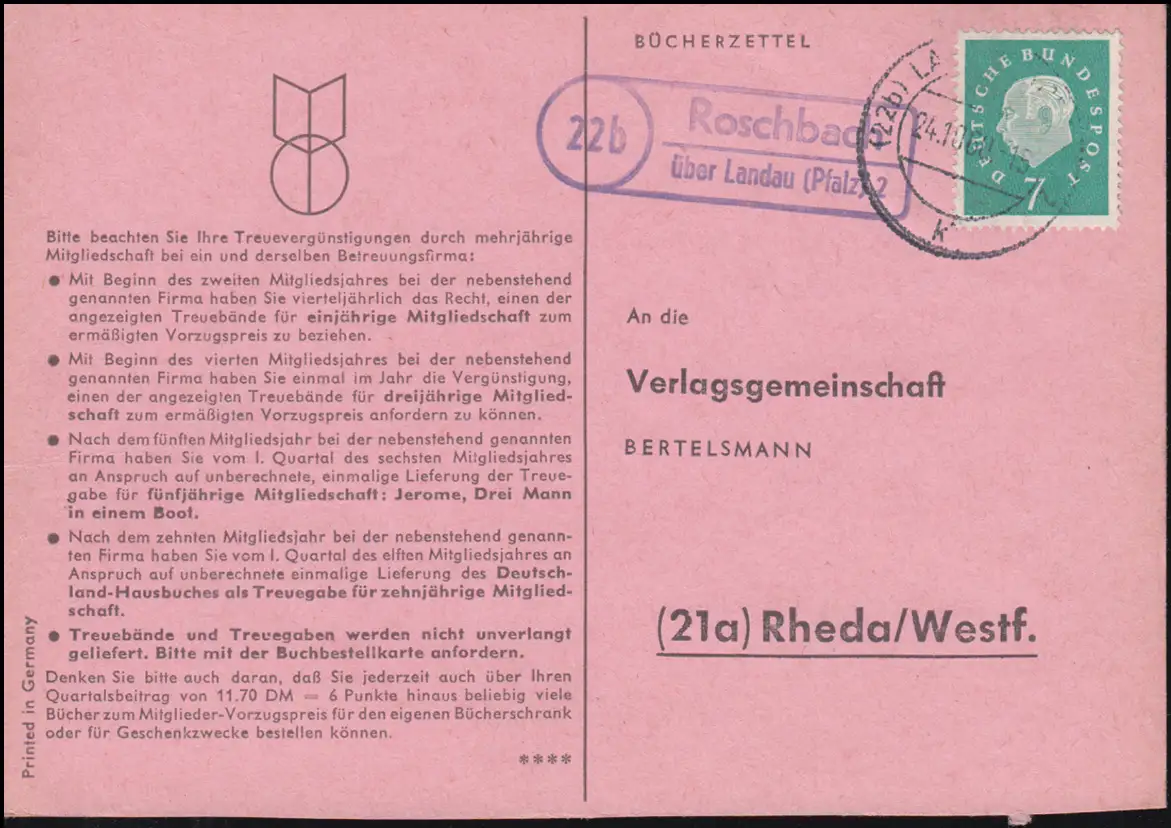 Bitte beachten Sie Ihre Treuevergünstigungen durch mehrjährige
Mitgliedschaft bei ein und derselben Betreuungsfirma:
● Mit Beginn des zweiten Mitgliedsjahres bei der nebenstehend
genannten Firma haben Sie vierteljährlich das Recht, einen der
angezeigten Treuebände für einjährige Mitgliedschaft zum
ermäßigten Vorzugspreis zu beziehen.
● Mit Beginn des vierten Mitgliedsjahres bei der nebenstehend
genannten Firma haben Sie einmal im Jahr die Vergünstigung,
einen der angezeigten Treuebände für dreijährige Mitglied-
schaft zum ermäßigten Vorzugspreis anfordern zu können.
● Nach dem fünften Mitgliedsjahr bei der nebenstehend genannten
Firma haben Sie vom I. Quartal des sechsten Mitgliedsjahres
an Anspruch auf unberechnete, einmalige Lieferung der Treue-
gabe für fünfjährige Mitgliedschaft: Jerome, Drei Mann
in einem Boot.
● Nach dem zehnten Mitgliedsjahr bei der nebenstehend genann-
ten Firma haben Sie vom I. Quartal des elften Mitgliedsjahres an
Anspruch auf unberechnete einmalige Lieferung des Deutsch-
land-Hausbuches als Treuegabe für zehnjährige Mitglied-
schaft.
● Treuebände und Treuegaben werden nicht unverlangt
geliefert. Bitte mit der Buchbestellkarte anfordern.
Denken Sie bitte auch daran, daß Sie jederzeit auch über Ihren
Quartalsbeitrag von 11.70 DM = 6 Punkte hinaus beliebig viele
Bücher zum Mitglieder-Vorzugspreis für den eigenen Bücherschrank
oder für Geschenkzwecke bestellen können.
****
Printed in Germany
BÜCHERZETTEL
22b
Roschbach
über Landau (Pfalz) 2
(22b) LA
24.10.60
DEUTSCHE BUNDESPOST
7
An die
Verlagsgemeinschaft
BERTELSMANN
(21a) Rheda/Westf.